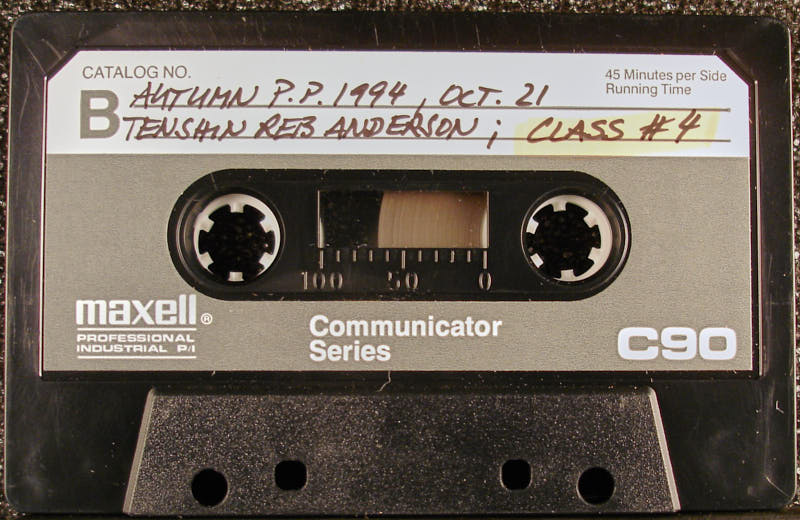 CATALOG NO.
45 Minutes per Side
Running Time
B
AUTUMN P.P. 1994, OCT. 21
TENSHIN REB ANDERSON; CLASS #4
100 50 0
maxell®
PROFESSIONAL
INDUSTRIAL P/I
Communicator
Series
C90